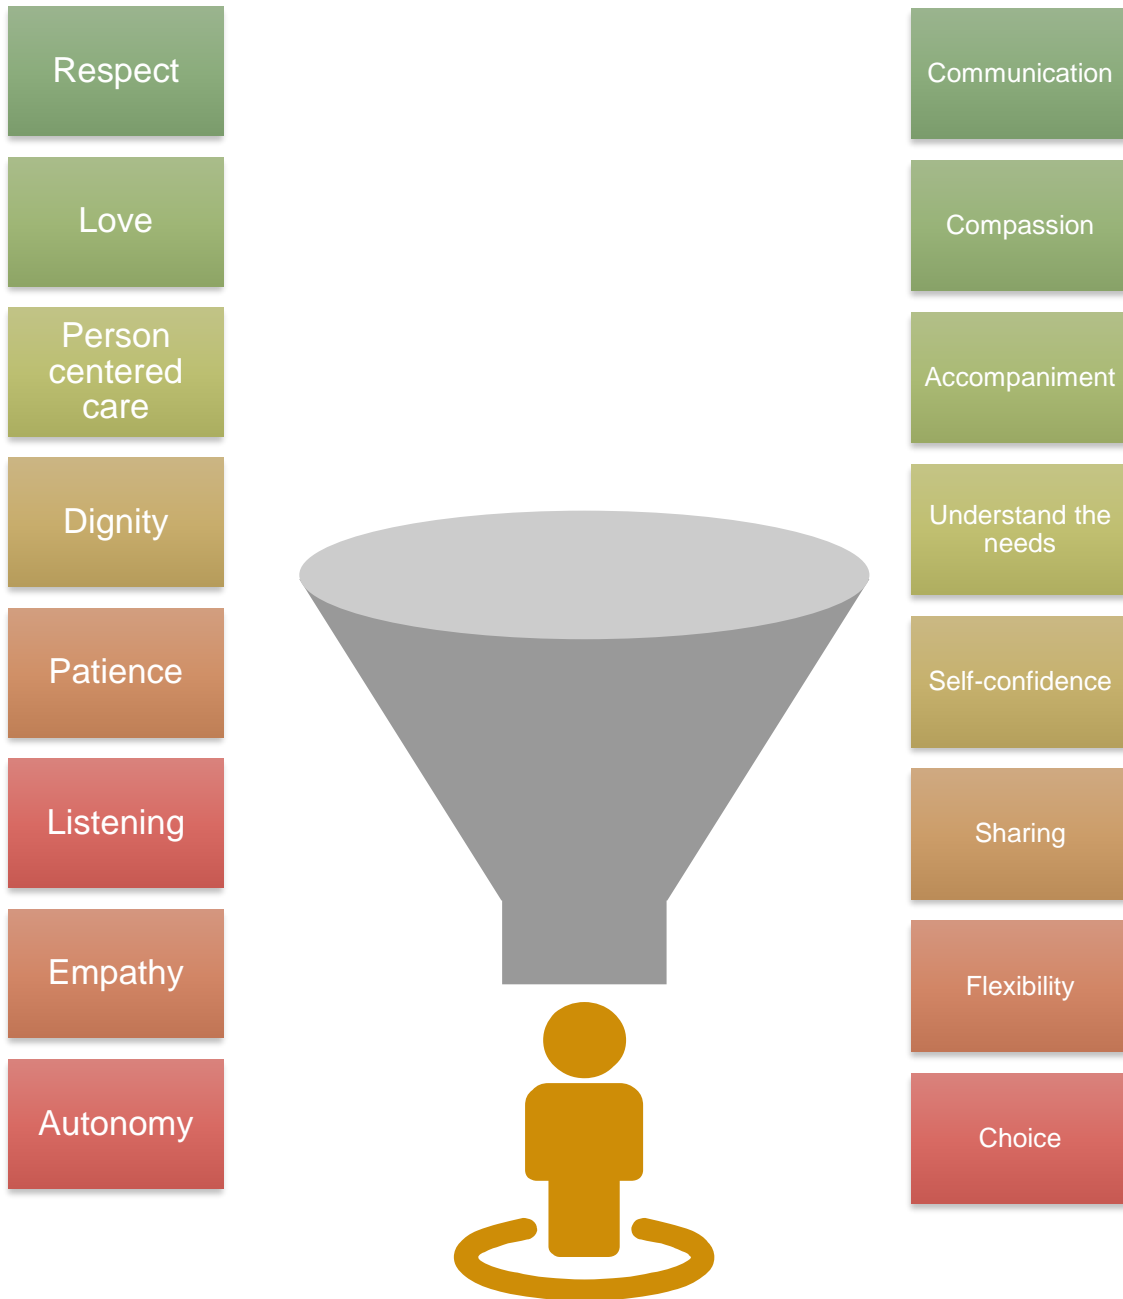 Respect
Love
Person
centered
care
Dignity
Patience
Listening
Empathy
Autonomy
Communication
Compassion
Accompaniment
Understand the
needs
Self-confidence
Sharing
Flexibility
Choice